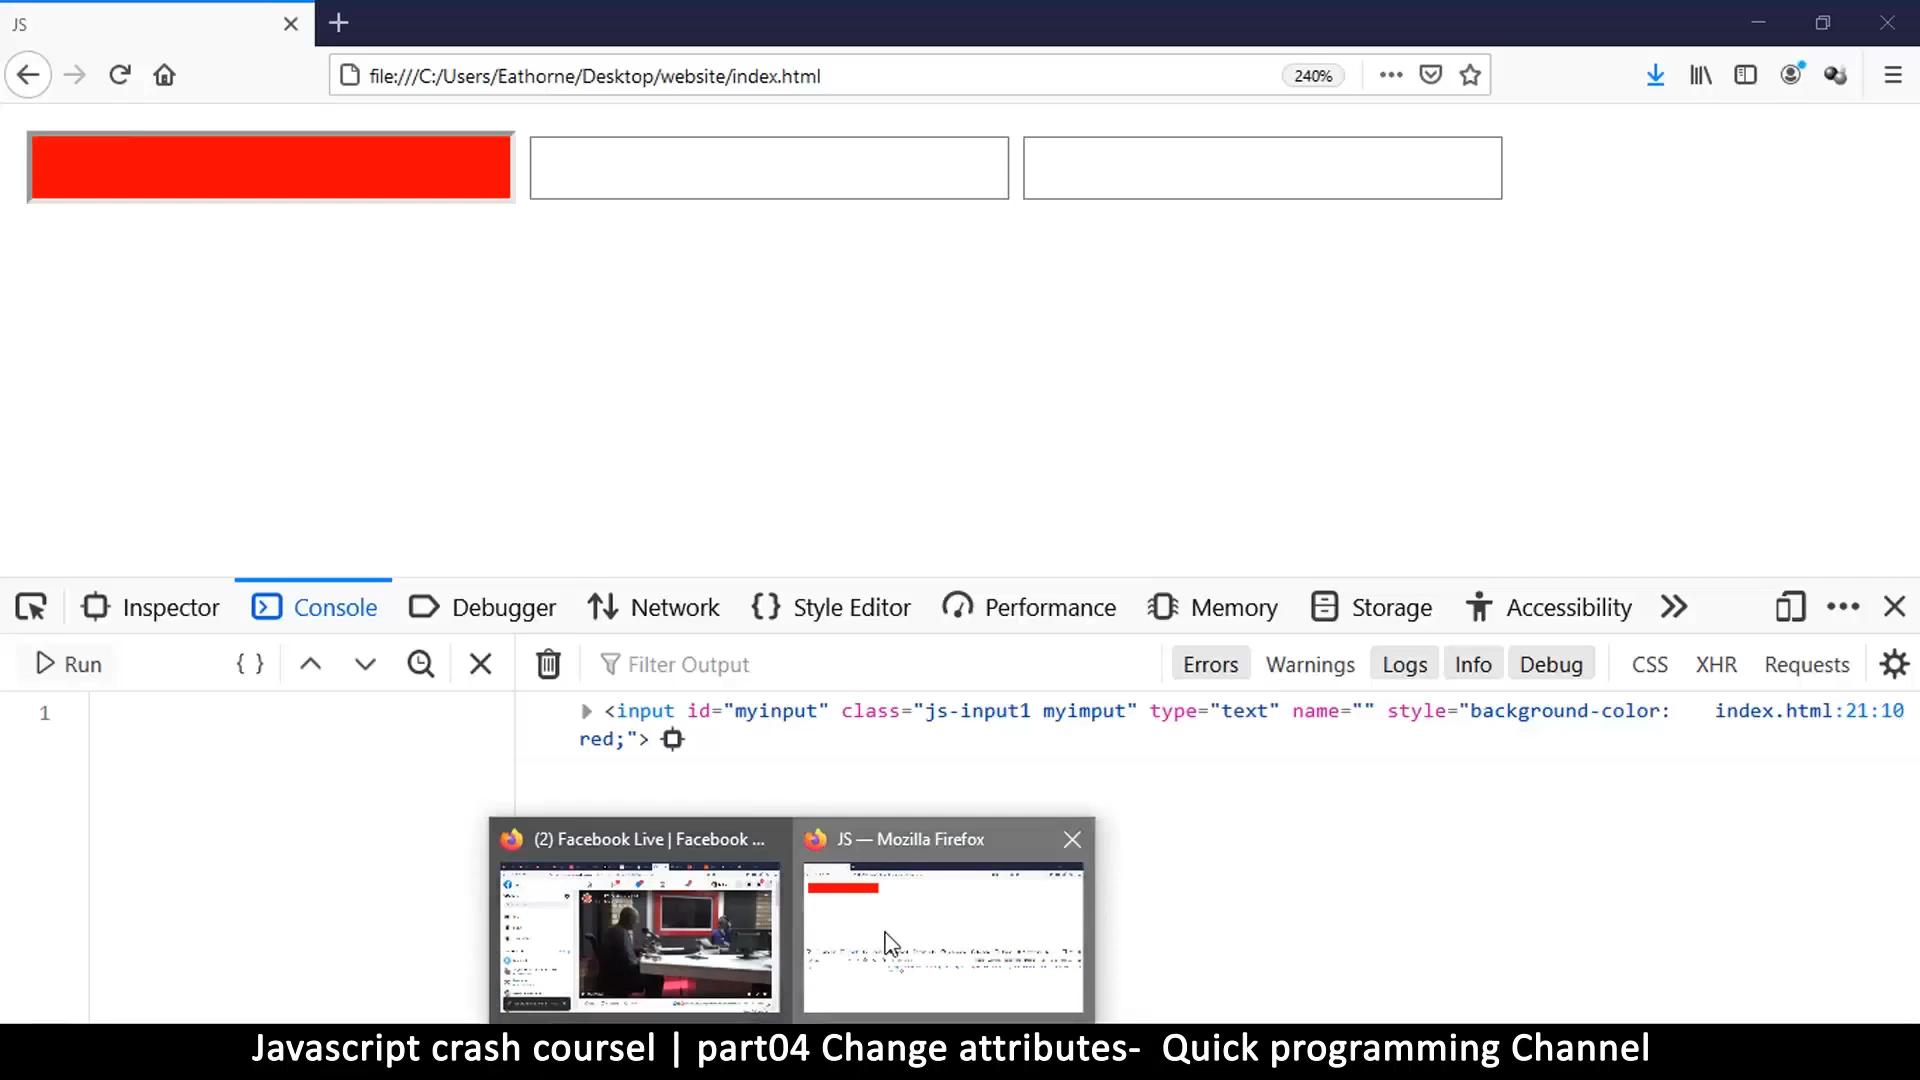 JS
file:///C:/Users/Eathorne/Desktop/website/index.html
240%
Inspector
Console
Debugger
Network
{ } Style Editor
Performance
Memory
Storage
Accessibility
Run
{ }
Filter Output
Errors
Warnings
Logs
Info
Debug
CSS
XHR
Requests
1
<input id="myinput" class="js-input1 myimput" type="text" name="" style="background-color: index.html:21:10
red;">
(2) Facebook Live | Facebook ...
JS — Mozilla Firefox
Javascript crash coursel | part04 Change attributes- Quick programming Channel